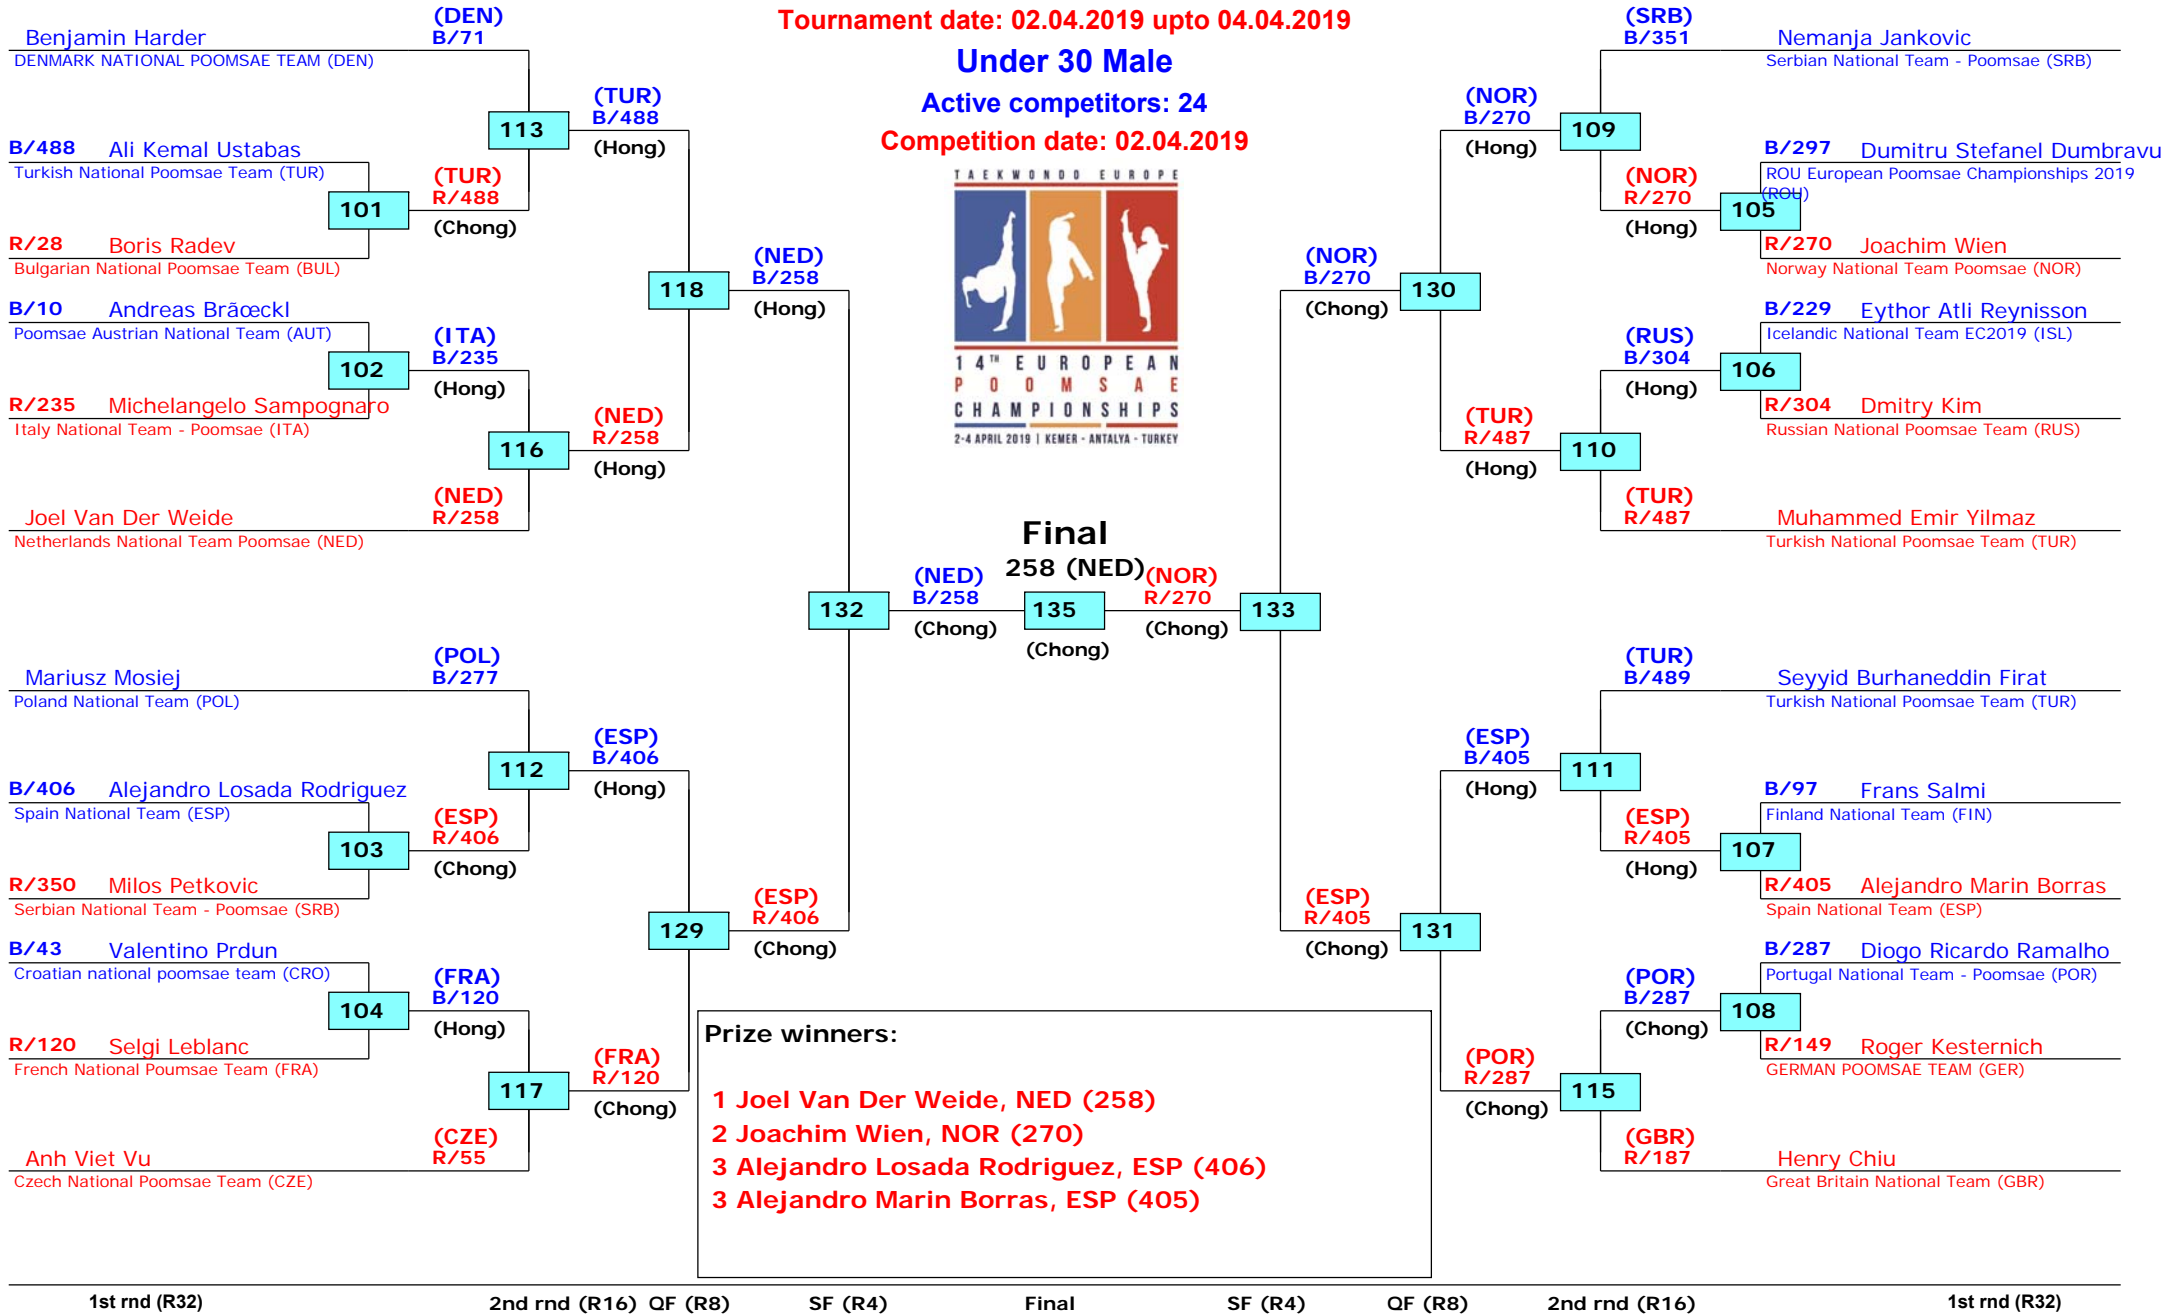 Tournament date: 02.04.2019 upto 04.04.2019
Under 30 Male
Active competitors: 24
Competition date: 02.04.2019
TAEKWONDO EUROPE
14TH EUROPEAN
POOMSAE
CHAMPIONSHIPS
2-4 APRIL 2019 | KEMER - ANTALYA - TURKEY
Benjamin Harder
DENMARK NATIONAL POOMSAE TEAM (DEN)
(DEN)
B/71
B/488 Ali Kemal Ustabas
Turkish National Poomsae Team (TUR)
101
R/28 Boris Radev
Bulgarian National Poomsae Team (BUL)
(TUR)
R/488
(Chong)
113
(TUR)
B/488
(Hong)
B/10 Andreas Brãœckl
Poomsae Austrian National Team (AUT)
102
R/235 Michelangelo Sampognaro
Italy National Team - Poomsae (ITA)
(ITA)
B/235
(Hong)
116
(NED)
R/258
Joel Van Der Weide
Netherlands National Team Poomsae (NED)
(NED)
R/258
(Hong)
118
(NED)
B/258
(Hong)
Mariusz Mosiej
Poland National Team (POL)
(POL)
B/277
112
(ESP)
B/406
(Hong)
B/406 Alejandro Losada Rodriguez
Spain National Team (ESP)
103
R/350 Milos Petkovic
Serbian National Team - Poomsae (SRB)
(ESP)
R/406
(Chong)
B/43 Valentino Prdun
Croatian national poomsae team (CRO)
104
R/120 Selgi Leblanc
French National Poumsae Team (FRA)
(FRA)
B/120
(Hong)
117
(FRA)
R/120
(Chong)
(CZE)
R/55
Anh Viet Vu
Czech National Poomsae Team (CZE)
129
(ESP)
R/406
(Chong)
132
(NED)
B/258
(Chong)
Final
258 (NED)
135
(Chong)
(NOR)
R/270
(Chong)
133
(NOR)
B/270
(Chong)
130
(NOR)
B/270
(Hong)
109
(SRB)
B/351
Nemanja Jankovic
Serbian National Team - Poomsae (SRB)
B/297 Dumitru Stefanel Dumbravu
ROU European Poomsae Championships 2019
(ROU)
105
(NOR)
R/270
(Hong)
R/270 Joachim Wien
Norway National Team Poomsae (NOR)
B/229 Eythor Atli Reynisson
Icelandic National Team EC2019 (ISL)
106
(RUS)
B/304
(Hong)
R/304 Dmitry Kim
Russian National Poomsae Team (RUS)
(TUR)
R/487
(Hong)
110
(TUR)
R/487
Muhammed Emir Yilmaz
Turkish National Poomsae Team (TUR)
(TUR)
B/489
Seyyid Burhaneddin Firat
Turkish National Poomsae Team (TUR)
(ESP)
B/405
(Hong)
111
B/97 Frans Salmi
Finland National Team (FIN)
107
(ESP)
R/405
(Hong)
R/405 Alejandro Marin Borras
Spain National Team (ESP)
(ESP)
R/405
(Chong)
131
B/287 Diogo Ricardo Ramalho
Portugal National Team - Poomsae (POR)
108
(POR)
B/287
(Chong)
R/149 Roger Kesternich
GERMAN POOMSAE TEAM (GER)
(POR)
R/287
(Chong)
115
(GBR)
R/187
Henry Chiu
Great Britain National Team (GBR)
Prize winners:
1 Joel Van Der Weide, NED (258)
2 Joachim Wien, NOR (270)
3 Alejandro Losada Rodriguez, ESP (406)
3 Alejandro Marin Borras, ESP (405)
1st rnd (R32) 2nd rnd (R16) QF (R8) SF (R4) Final SF (R4) QF (R8) 2nd rnd (R16) 1st rnd (R32)